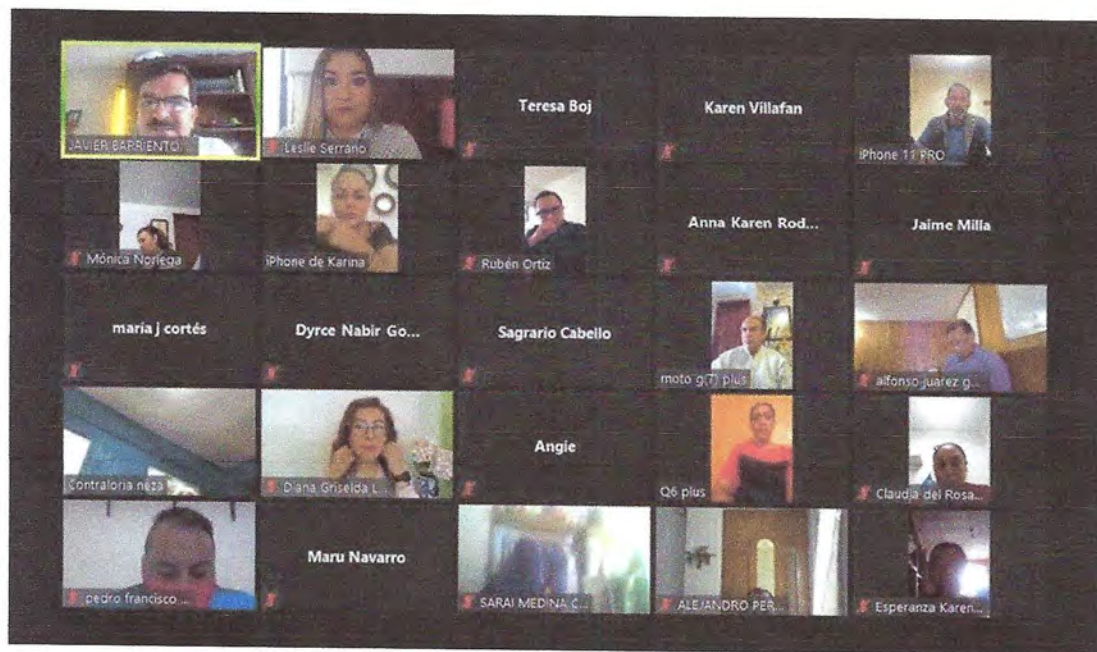 JAVIER BARRIENTO...
Leslie Serrano
Teresa Boj
Karen Villafan
iPhone 11 PRO
Mónica Noriega
iPhone de Karina
Rubén Ortiz
Anna Karen Rod...
Jaime Milla
maría j cortés
Dyrce Nabir Go...
Sagrario Cabello
moto g(7) plus
alfonso juarez g...
Contraloria neza
Diana Griselda L...
Angie
Q6 plus
Claudia del Rosa...
pedro francisco ...
Maru Navarro
SARAI MEDINA C...
ALEJANDRO PER...
Esperanza Karen...